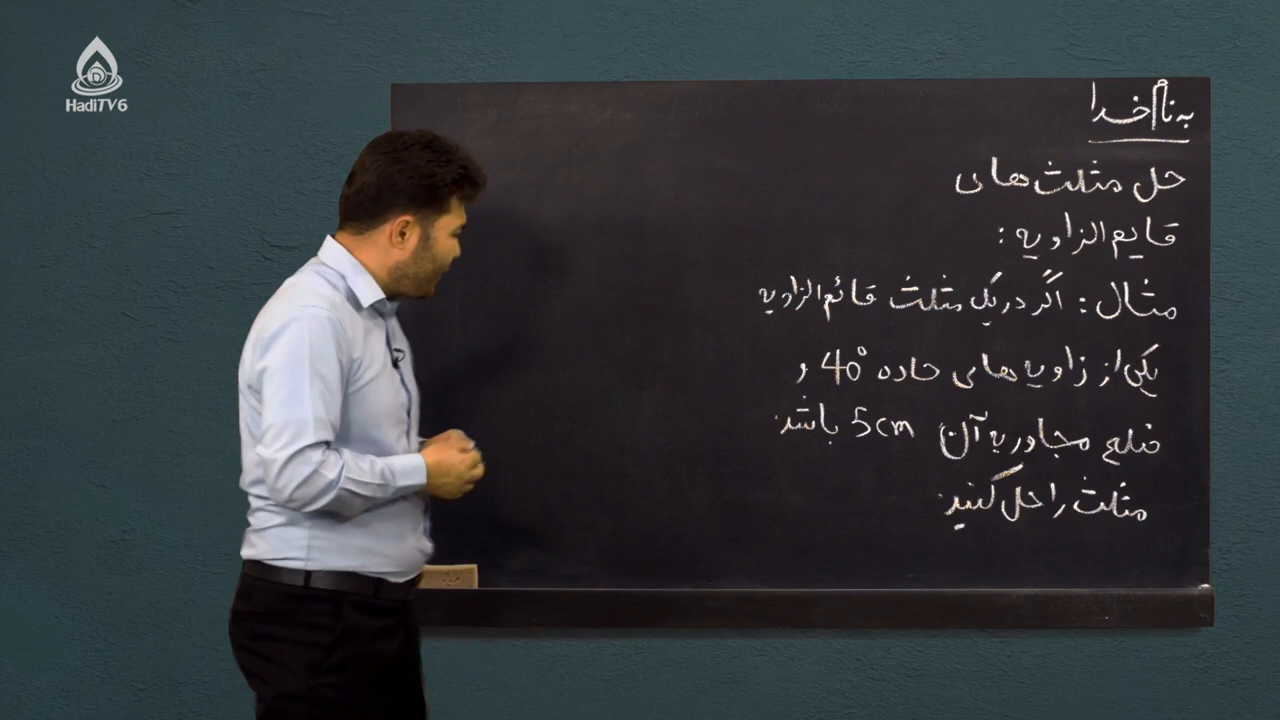 HadiTV6
به نام خدا
حل مثلث های
قایم الزاویه :
مثال : اگر در یک مثلث قائم الزاویه
یکی از زاویه های حاده 40° و
ضلع مجاور به آن 5cm باشد
مثلث را حل کنید